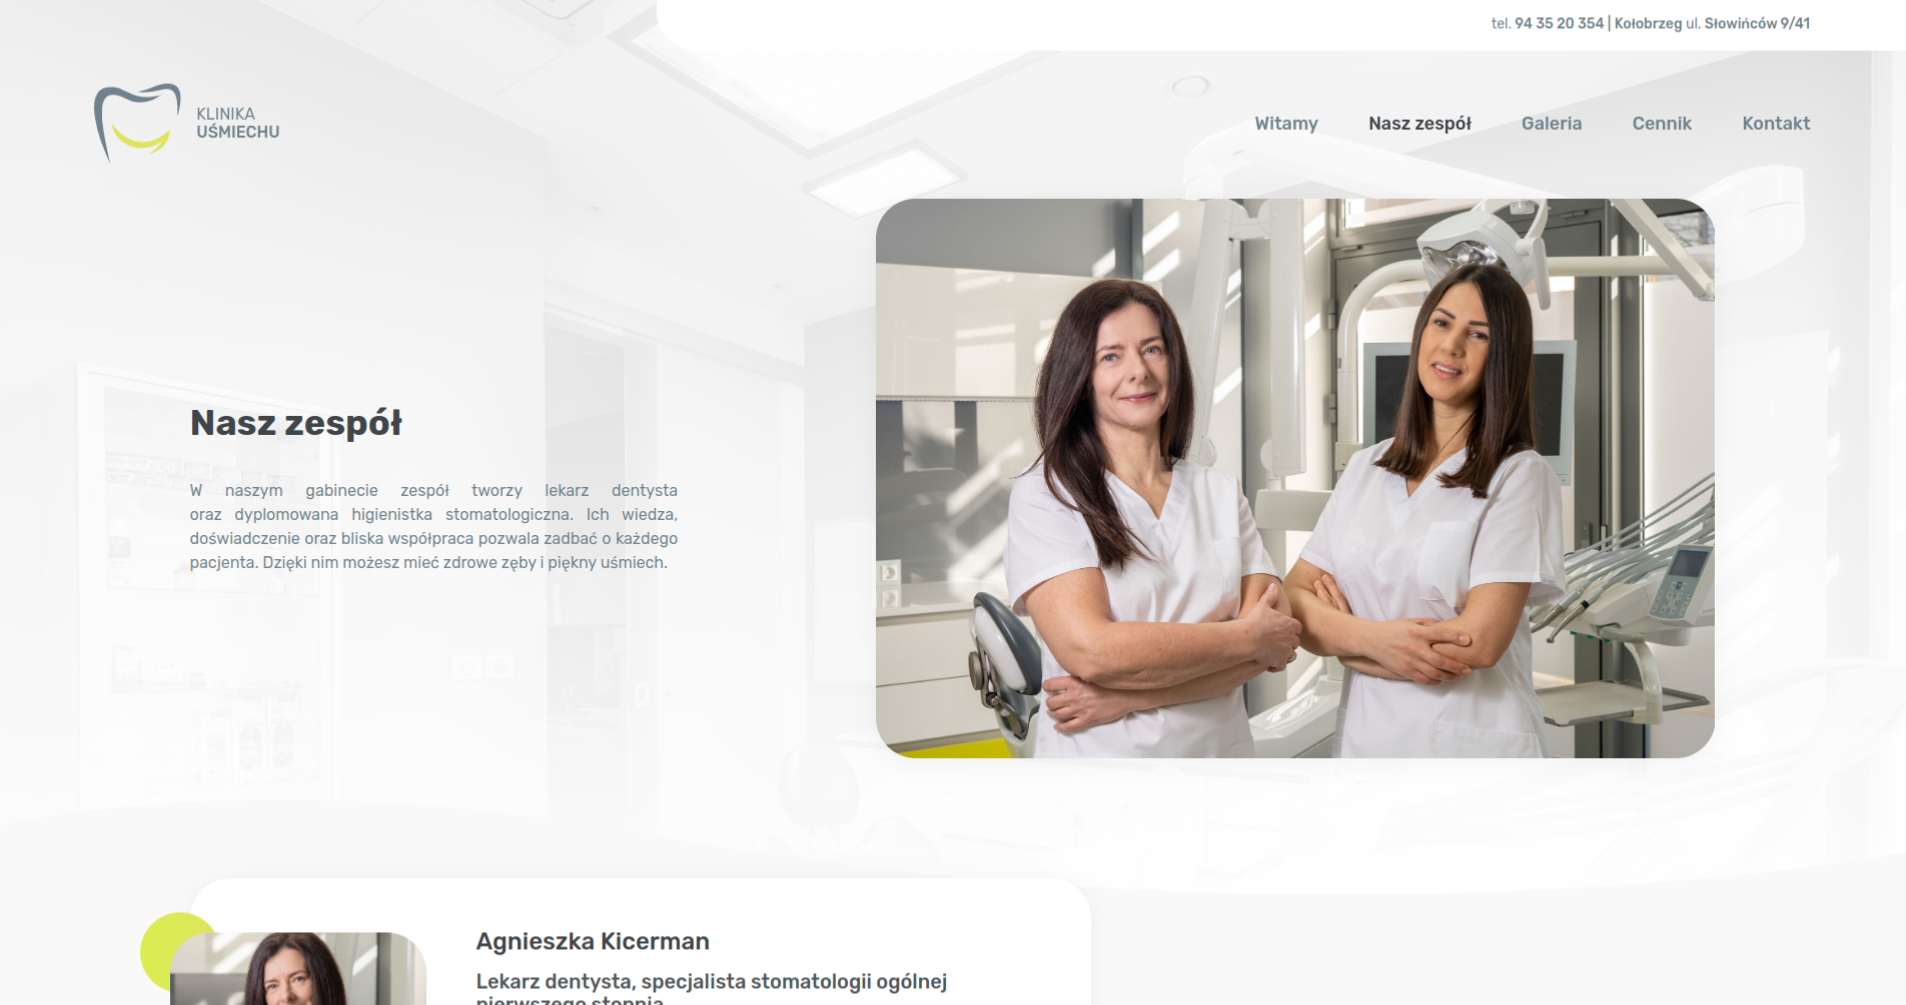 tel. 94 35 20 354 | Kołobrzeg ul. Słowińców 9/41
KLINIKA
UŚMIECHU
Witamy
Nasz zespół
Galeria
Cennik
Kontakt
Nasz zespół
W naszym gabinecie zespół tworzy lekarz dentysta
oraz dyplomowana higienistka stomatologiczna. Ich wiedza,
doświadczenie oraz bliska współpraca pozwala zadbać o każdego
pacjenta. Dzięki nim możesz mieć zdrowe zęby i piękny uśmiech.
Agnieszka Kicerman
Lekarz dentysta, specjalista stomatologii ogólnej
pierwszego stopnia